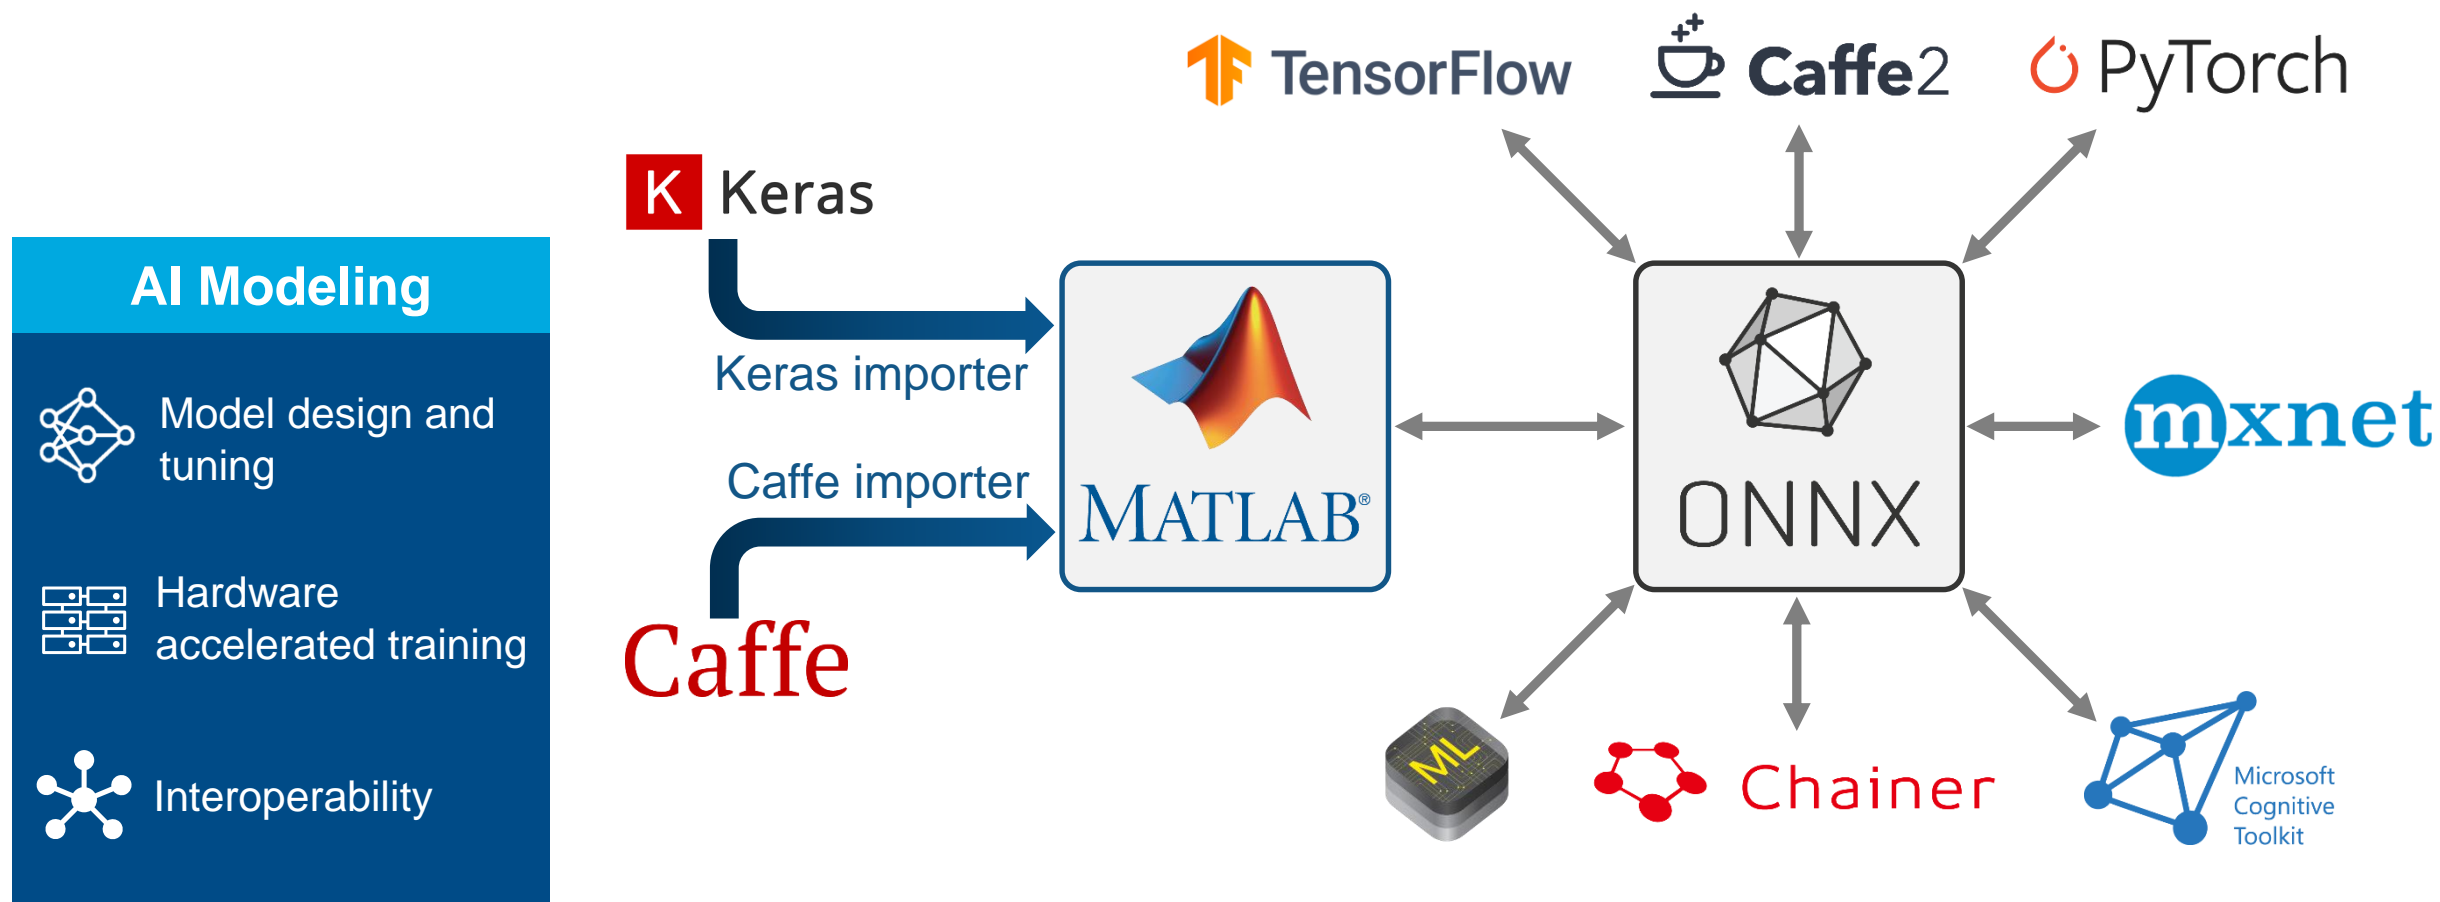 AI Modeling
Model design and
tuning
Hardware
accelerated training
Interoperability
K Keras
Keras importer
Caffe importer
Caffe
MATLAB®
TensorFlow
Caffe2
PyTorch
ONNX
mxnet
ML
Chainer
Microsoft
Cognitive
Toolkit